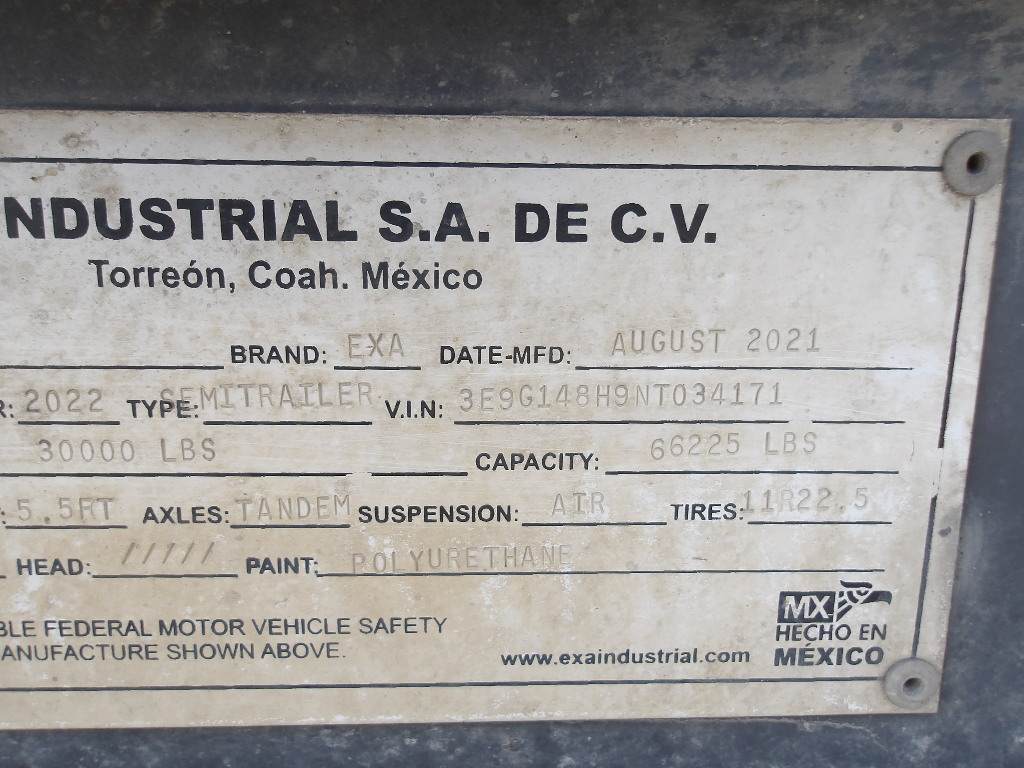 NDUSTRIAL S.A. DE C.V.
Torreón, Coah. México
BRAND: EXA DATE-MFD: AUGUST 2021
R: 2022 TYPE: SEMITRAILER V.I.N: 3E9G148H9NT034171
30000 LBS CAPACITY: 66225 LBS
: 5.5FT AXLES: TANDEM SUSPENSION: AIR TIRES: 11R22.5
HEAD: ///// PAINT: POLYURETHANE
BLE FEDERAL MOTOR VEHICLE SAFETY
ANUFACTURE SHOWN ABOVE.
www.exaindustrial.com
MX
HECHO EN
MÉXICO